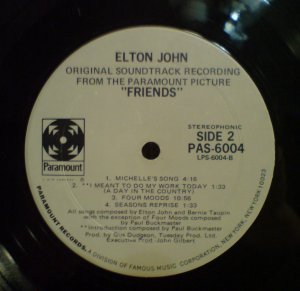 ELTON JOHN
ORIGINAL SOUNDTRACK RECORDING
FROM THE PARAMOUNT PICTURE
"FRIENDS"
Paramount
STEREOPHONIC
SIDE 2
PAS-6004
LPS-6004-B
1. MICHELLE'S SONG 4:16
2. **I MEANT TO DO MY WORK TODAY 1:33
(A DAY IN THE COUNTRY)
3. FOUR MOODS 10:56
4. SEASONS REPRISE 1:33
All songs composed by Elton John and Bernie Taupin
with the exception of Four Moods composed by
Paul Buckmaster
**Introduction composed by Paul Buckmaster
Prod. by Gus Dudgeon, Tuesday Prod. Ltd.
Executive Prod. John Gilbert
PARAMOUNT RECORDS, A DIVISION OF FAMOUS MUSIC CORPORATION, NEW YORK, NEW YORK 10023